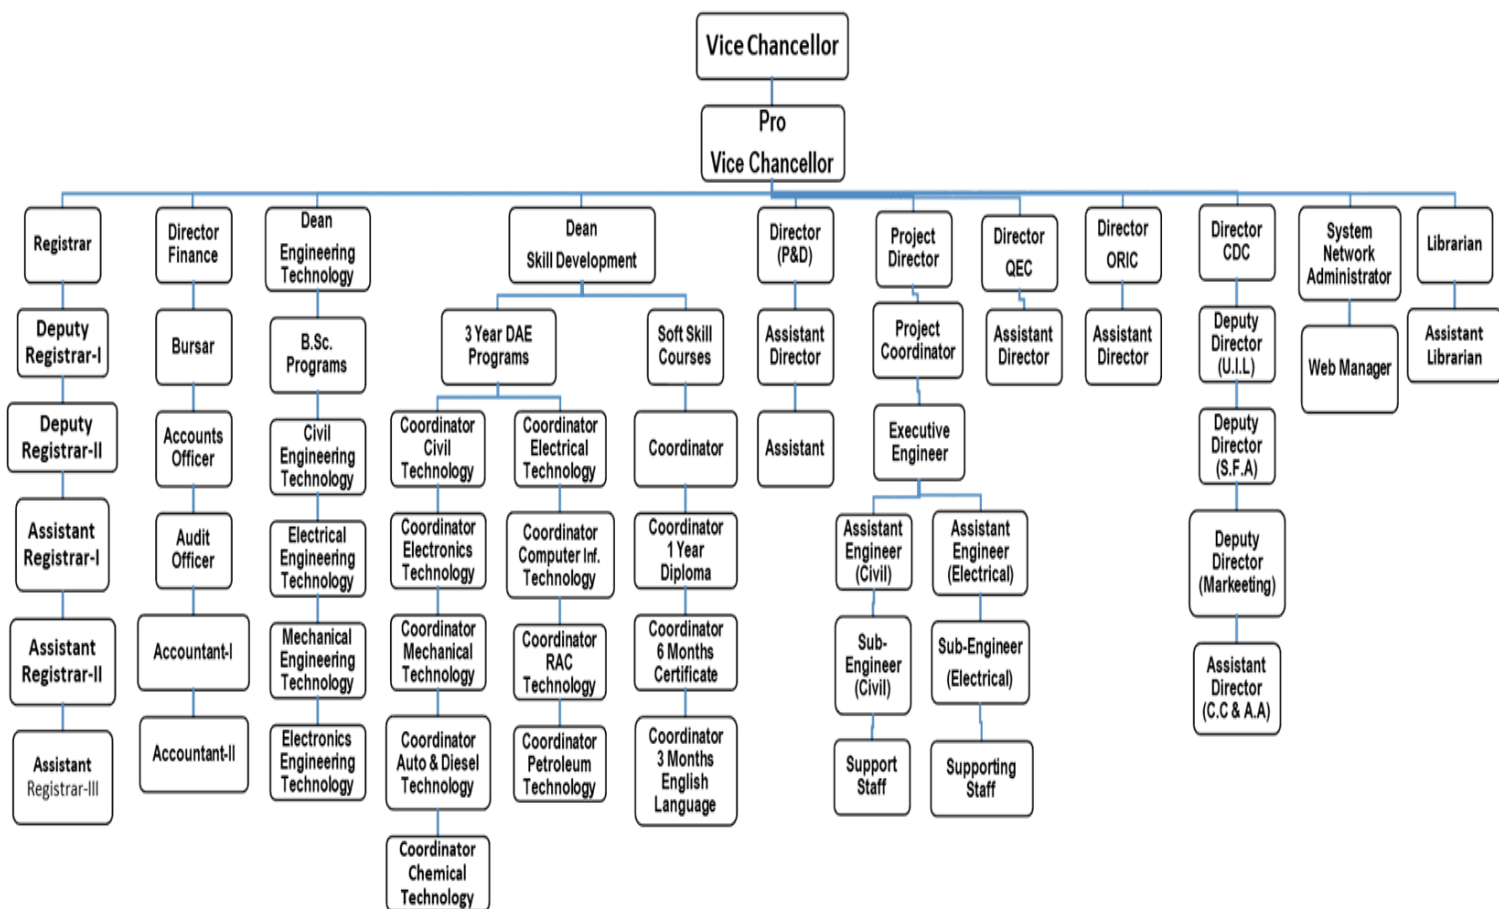 Vice Chancellor
Pro
Vice Chancellor
Registrar
Deputy
Registrar-I
Deputy
Registrar-II
Assistant
Registrar-I
Assistant
Registrar-II
Assistant
Registrar-III
Director
Finance
Bursar
Accounts
Officer
Audit
Officer
Accountant-I
Accountant-II
Dean
Engineering
Technology
B.Sc.
Programs
Civil
Engineering
Technology
Electrical
Engineering
Technology
Mechanical
Engineering
Technology
Electronics
Engineering
Technology
Dean
Skill Development
3 Year DAE
Programs
Coordinator
Civil
Technology
Coordinator
Electronics
Technology
Coordinator
Mechanical
Technology
Coordinator
Auto & Diesel
Technology
Coordinator
Chemical
Technology
Coordinator
Electrical
Technology
Coordinator
Computer Inf.
Technology
Coordinator
RAC
Technology
Coordinator
Petroleum
Technology
Soft Skill
Courses
Coordinator
Coordinator
1 Year
Diploma
Coordinator
6 Months
Certificate
Coordinator
3 Months
English
Language
Director
(P&D)
Assistant
Director
Assistant
Project
Director
Project
Coordinator
Executive
Engineer
Assistant
Engineer
(Civil)
Sub-
Engineer
(Civil)
Support
Staff
Assistant
Engineer
(Electrical)
Sub-Engineer
(Electrical)
Supporting
Staff
Director
QEC
Assistant
Director
Director
ORIC
Assistant
Director
Director
CDC
Deputy
Director
(U.I.L)
Deputy
Director
(S.F.A)
Deputy
Director
(Markeeting)
Assistant
Director
(C.C & A.A)
System
Network
Administrator
Web Manager
Librarian
Assistant
Librarian